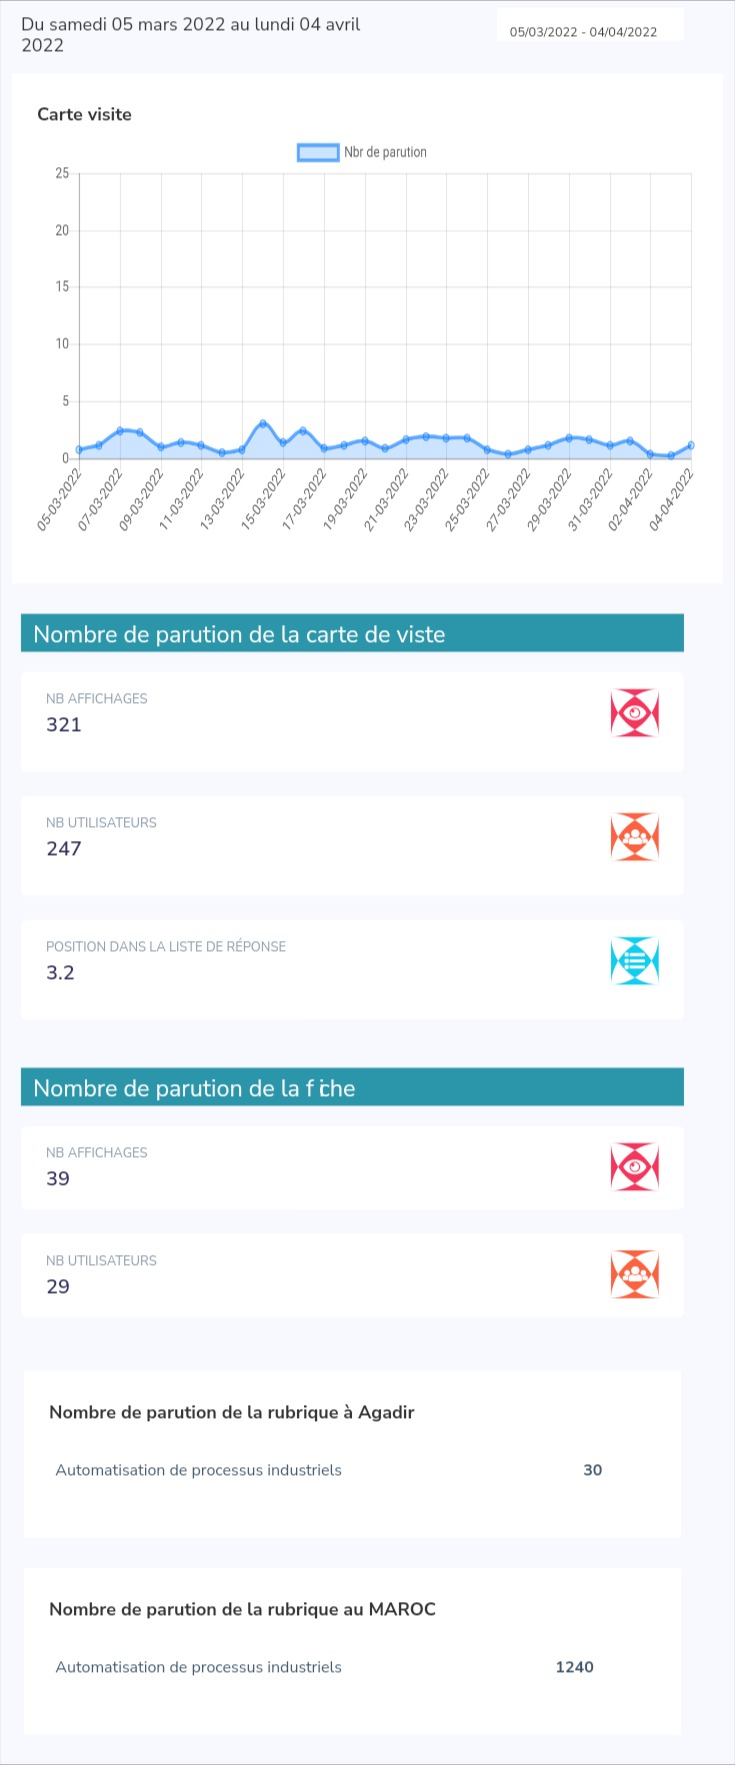 Du samedi 05 mars 2022 au lundi 04 avril
2022
05/03/2022 - 04/04/2022
Carte visite
Nbr de parution
25
20
15
10
5
0
05-03-2022
07-03-2022
09-03-2022
11-03-2022
13-03-2022
15-03-2022
17-03-2022
19-03-2022
21-03-2022
23-03-2022
25-03-2022
27-03-2022
29-03-2022
31-03-2022
02-04-2022
04-04-2022
Nombre de parution de la carte de viste
NB AFFICHAGES
321
NB UTILISATEURS
247
POSITION DANS LA LISTE DE RÉPONSE
3.2
Nombre de parution de la fiche
NB AFFICHAGES
39
NB UTILISATEURS
29
Nombre de parution de la rubrique à Agadir
Automatisation de processus industriels 30
Nombre de parution de la rubrique au MAROC
Automatisation de processus industriels 1240